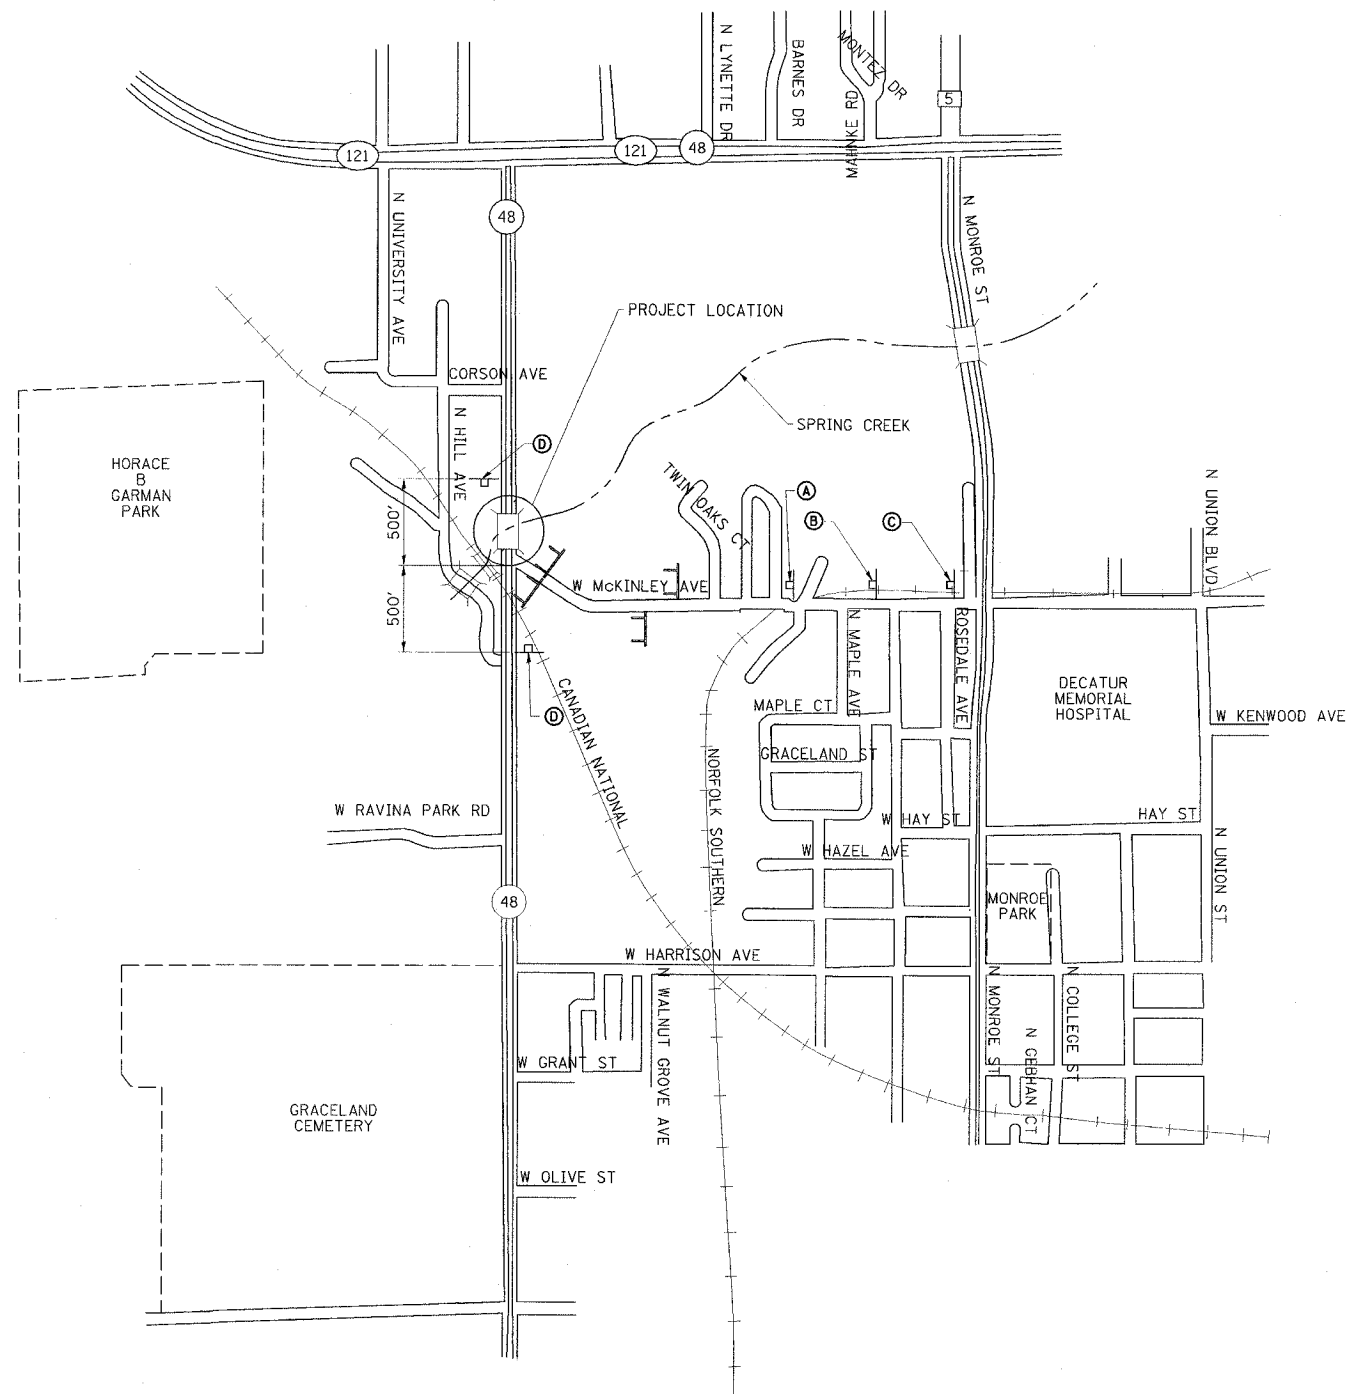 N LYNETTE DR
BARNES DR
MONTEZ DR
MAHNKE RD
5
121
121
48
48
N UNIVERSITY AVE
N MONROE ST
PROJECT LOCATION
CORSON AVE
SPRING CREEK
N HILL AVE
D
HORACE
B
GARMAN
PARK
500'
500'
TWIN OAKS CT
A
B
C
N UNION BLVD
W McKINLEY AVE
N MAPLE AVE
ROSEDALE AVE
D
CANADIAN NATIONAL
MAPLE CT
DECATUR
MEMORIAL
HOSPITAL
W KENWOOD AVE
GRACELAND ST
NORFOLK SOUTHERN
W RAVINA PARK RD
W HAY ST
HAY ST
W HAZEL AVE
N UNION ST
48
MONROE
PARK
W HARRISON AVE
N WALNUT GROVE AVE
N MONROE ST
N COLLEGE ST
N GEBHAN CT
W GRANT ST
GRACELAND
CEMETERY
W OLIVE ST